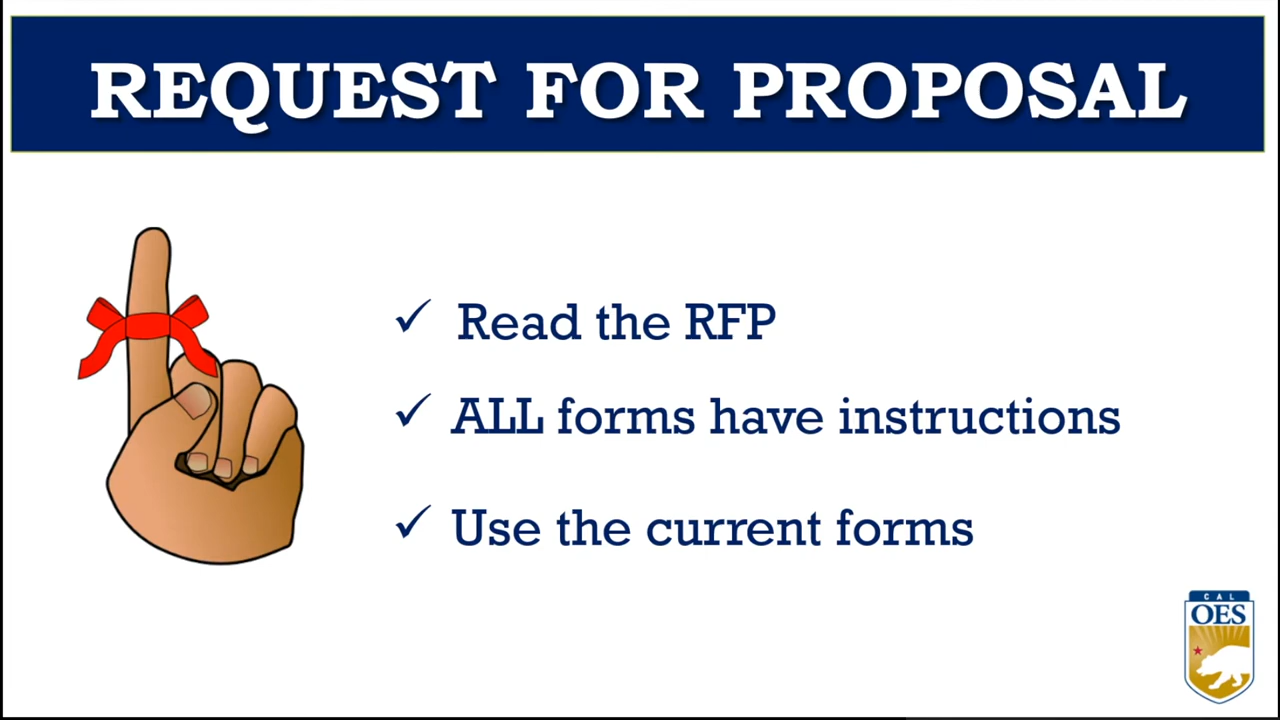 REQUEST FOR PROPOSAL
✓ Read the RFP
✓ ALL forms have instructions
✓ Use the current forms
CAL
OES